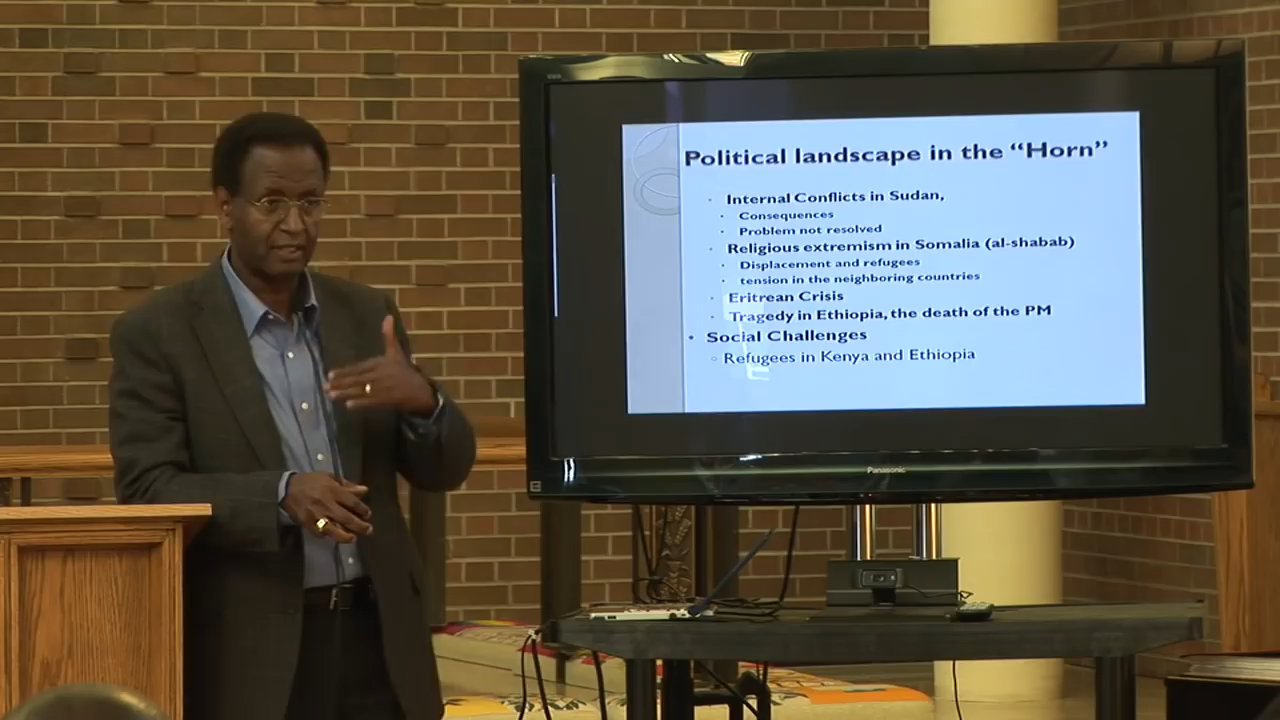 Political landscape in the “Horn”
Internal Conflicts in Sudan,
Consequences
Problem not resolved
Religious extremism in Somalia (al-shabab)
Displacement and refugees
tension in the neighboring countries
Eritrean Crisis
Tragedy in Ethiopia, the death of the PM
Social Challenges
Refugees in Kenya and Ethiopia
Panasonic